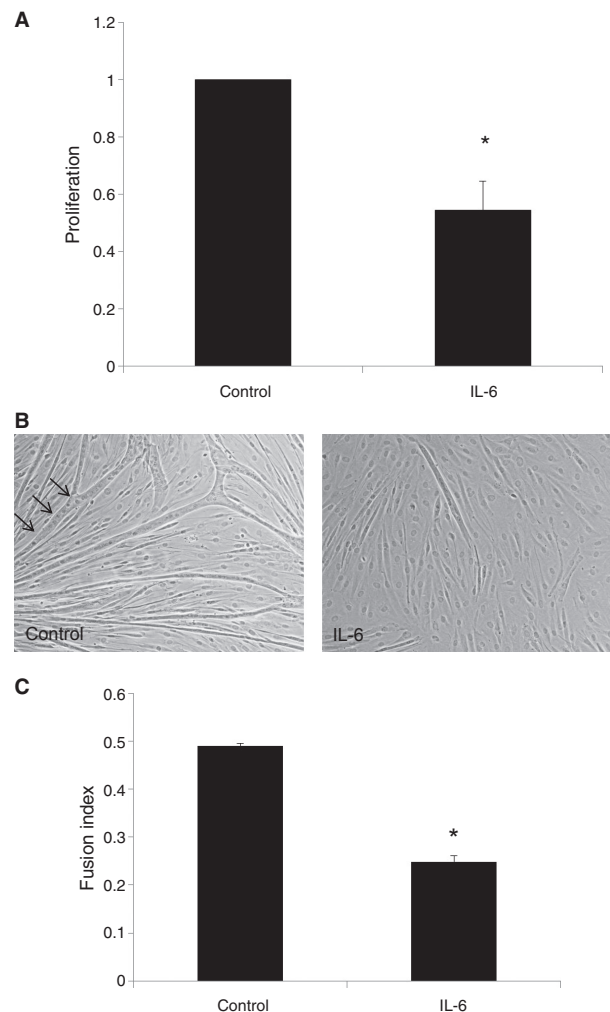 A
1.2
1
0.8
0.6
0.4
0.2
0
Proliferation
*
Control
IL-6
B
Control
IL-6
C
0.6
0.5
0.4
0.3
0.2
0.1
0
Fusion index
*
Control
IL-6